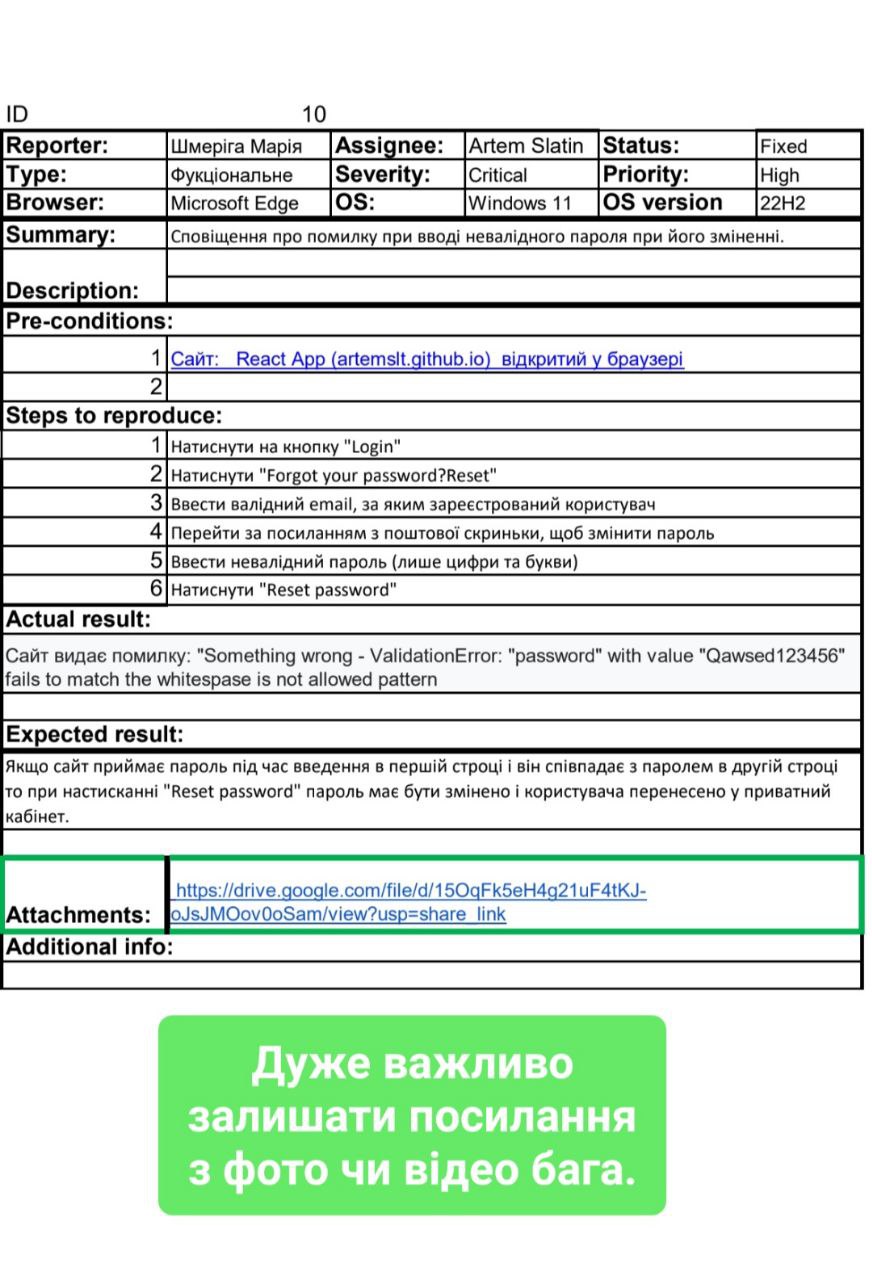 ID 10
Reporter: Шмеріга Марія Assignee: Artem Slatin Status: Fixed
Type: Фукціональне Severity: Critical Priority: High
Browser: Microsoft Edge OS: Windows 11 OS version 22H2
Summary: Сповіщення про помилку при вводі невалідного пароля при його зміненні.
Description:
Pre-conditions:
1 Сайт: React App (artemslt.github.io) відкритий у браузері
2
Steps to reproduce:
1 Натиснути на кнопку "Login"
2 Натиснути "Forgot your password?Reset"
3 Ввести валідний email, за яким зареєстрований користувач
4 Перейти за посиланням з поштової скриньки, щоб змінити пароль
5 Ввести невалідний пароль (лише цифри та букви)
6 Натиснути "Reset password"
Actual result:
Сайт видає помилку: "Something wrong - ValidationError: "password" with value "Qawsed123456"
fails to match the whitespase is not allowed pattern
Expected result:
Якщо сайт приймає пароль під час введення в першій строці і він співпадає з паролем в другій строці
то при настисканні "Reset password" пароль має бути змінено і користувача перенесено у приватний
кабінет.
https://drive.google.com/file/d/15OqFk5eH4g21uF4tKJ-
Attachments: oJsJMOov0oSam/view?usp=share_link
Additional info:
Дуже важливо
залишати посилання
з фото чи відео бага.